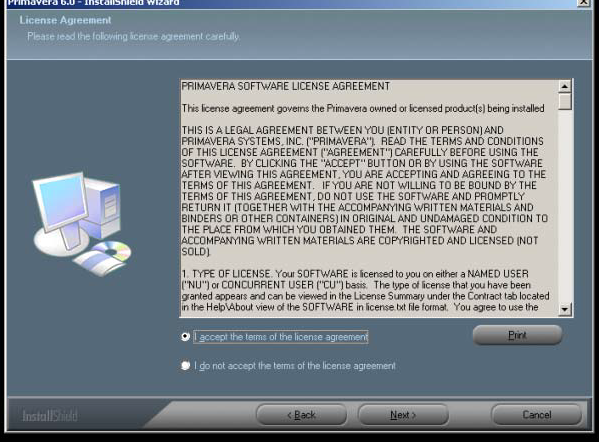 Primavera 6.0 - InstallShield Wizard
License Agreement
Please read the following license agreement carefully.
PRIMAVERA SOFTWARE LICENSE AGREEMENT
This license agreement governs the Primavera owned or licensed product(s) being installed
THIS IS A LEGAL AGREEMENT BETWEEN YOU (ENTITY OR PERSON) AND
PRIMAVERA SYSTEMS, INC. ("PRIMAVERA"). READ THE TERMS AND CONDITIONS
OF THIS LICENSE AGREEMENT ("AGREEMENT") CAREFULLY BEFORE USING THE
SOFTWARE. BY CLICKING THE "ACCEPT" BUTTON OR BY USING THE SOFTWARE
AFTER VIEWING THIS AGREEMENT, YOU ARE ACCEPTING AND AGREEING TO THE
TERMS OF THIS AGREEMENT. IF YOU ARE NOT WILLING TO BE BOUND BY THE
TERMS OF THIS AGREEMENT, DO NOT USE THE SOFTWARE AND PROMPTLY
RETURN IT (TOGETHER WITH THE ACCOMPANYING WRITTEN MATERIALS AND
BINDERS OR OTHER CONTAINERS) IN ORIGINAL AND UNDAMAGED CONDITION TO
THE PLACE FROM WHICH YOU OBTAINED THEM. THE SOFTWARE AND
ACCOMPANYING WRITTEN MATERIALS ARE COPYRIGHTED AND LICENSED (NOT
SOLD).
1. TYPE OF LICENSE. Your SOFTWARE is licensed to you on either a NAMED USER
("NU") or CONCURRENT USER ("CU") basis. The type of license that you have been
granted appears and can be viewed in the License Summary under the Contract tab located
in the Help\About view of the SOFTWARE in license.txt file format. You agree to use the
I accept the terms of the license agreement
Print
I do not accept the terms of the license agreement
InstallShield
< Back
Next >
Cancel